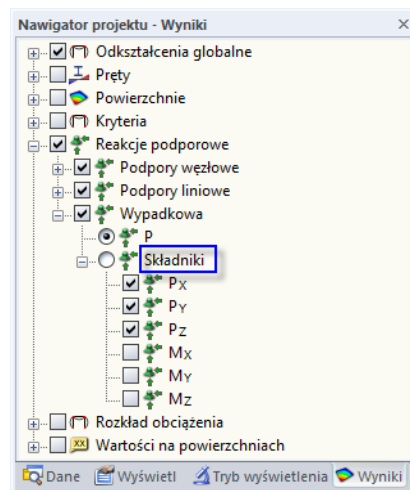 Nawigator projektu - Wyniki
Odkształcenia globalne
Pręty
Powierzchnie
Kryteria
Reakcje podporowe
Podpory węzłowe
Podpory liniowe
Wypadkowa
P
Składniki
PX
PY
PZ
MX
MY
MZ
Rozkład obciążenia
xx Wartości na powierzchniach
Dane Wyświetl Tryb wyświetlenia Wyniki